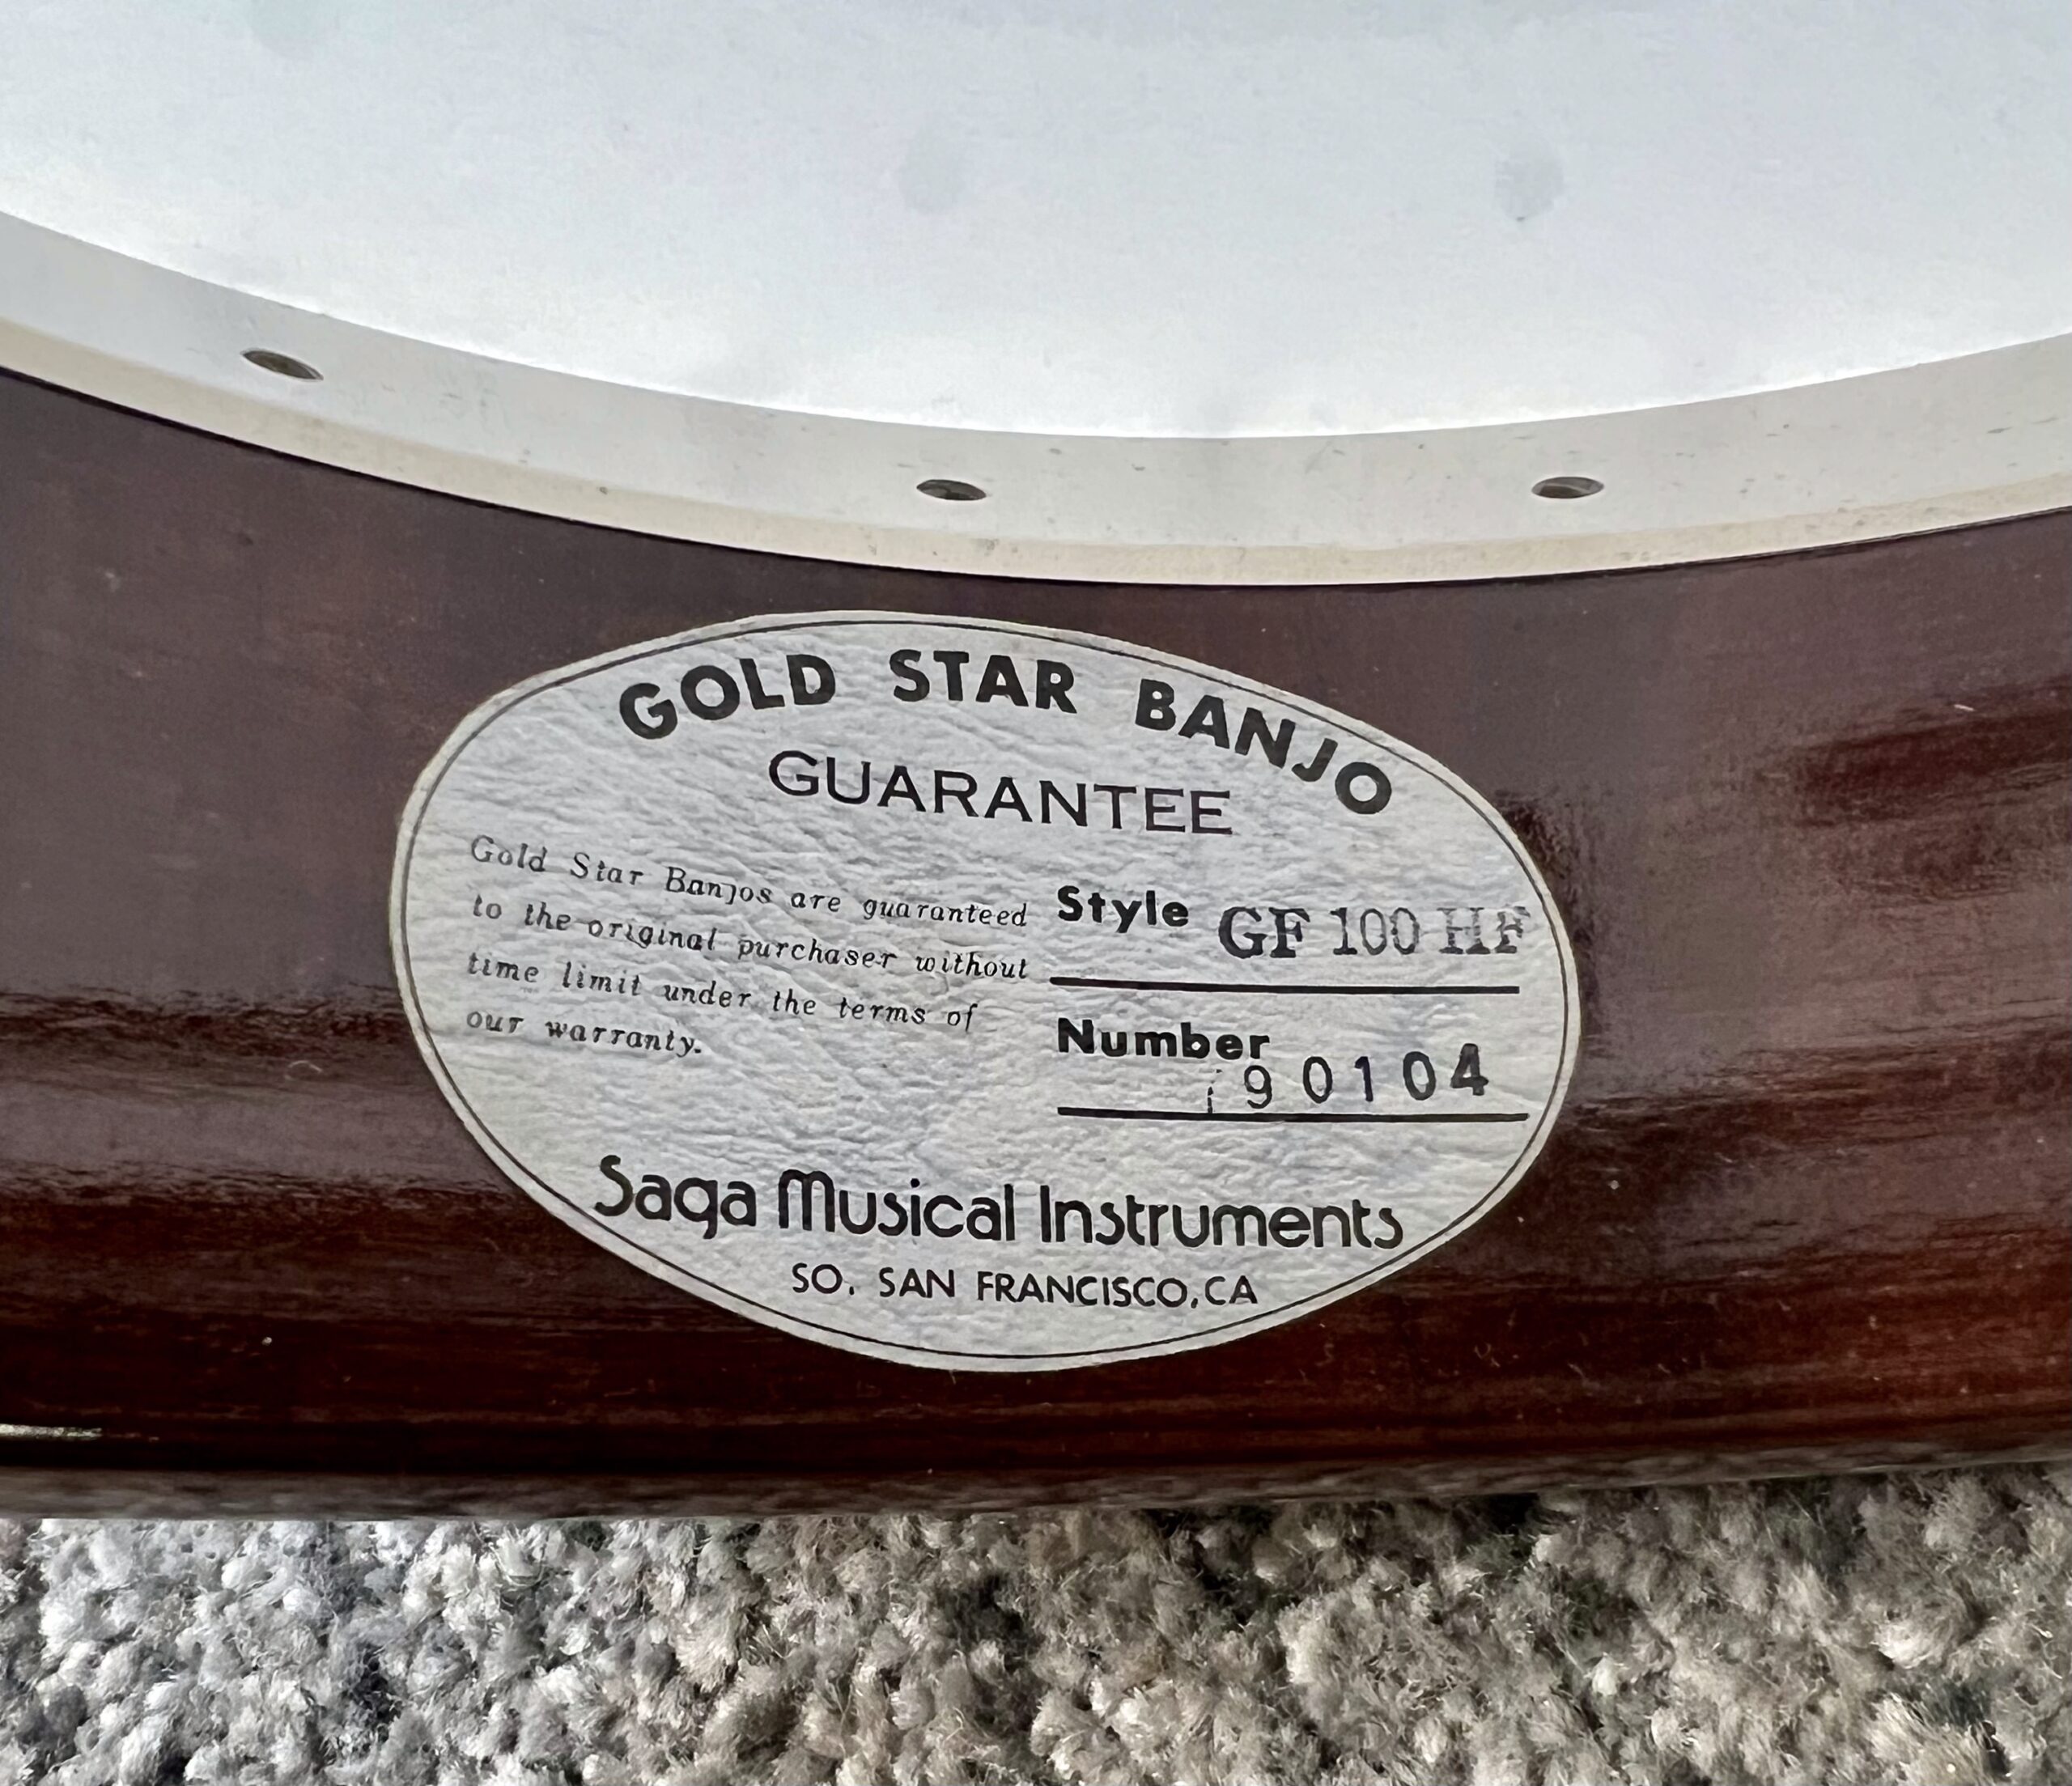 GOLD STAR BANJO
GUARANTEE
Gold Star Banjos are guaranteed
to the original purchaser without
time limit under the terms of
our warranty.
Style GF 100 HF
Number 90104
Saga Musical Instruments
SO. SAN FRANCISCO, CA